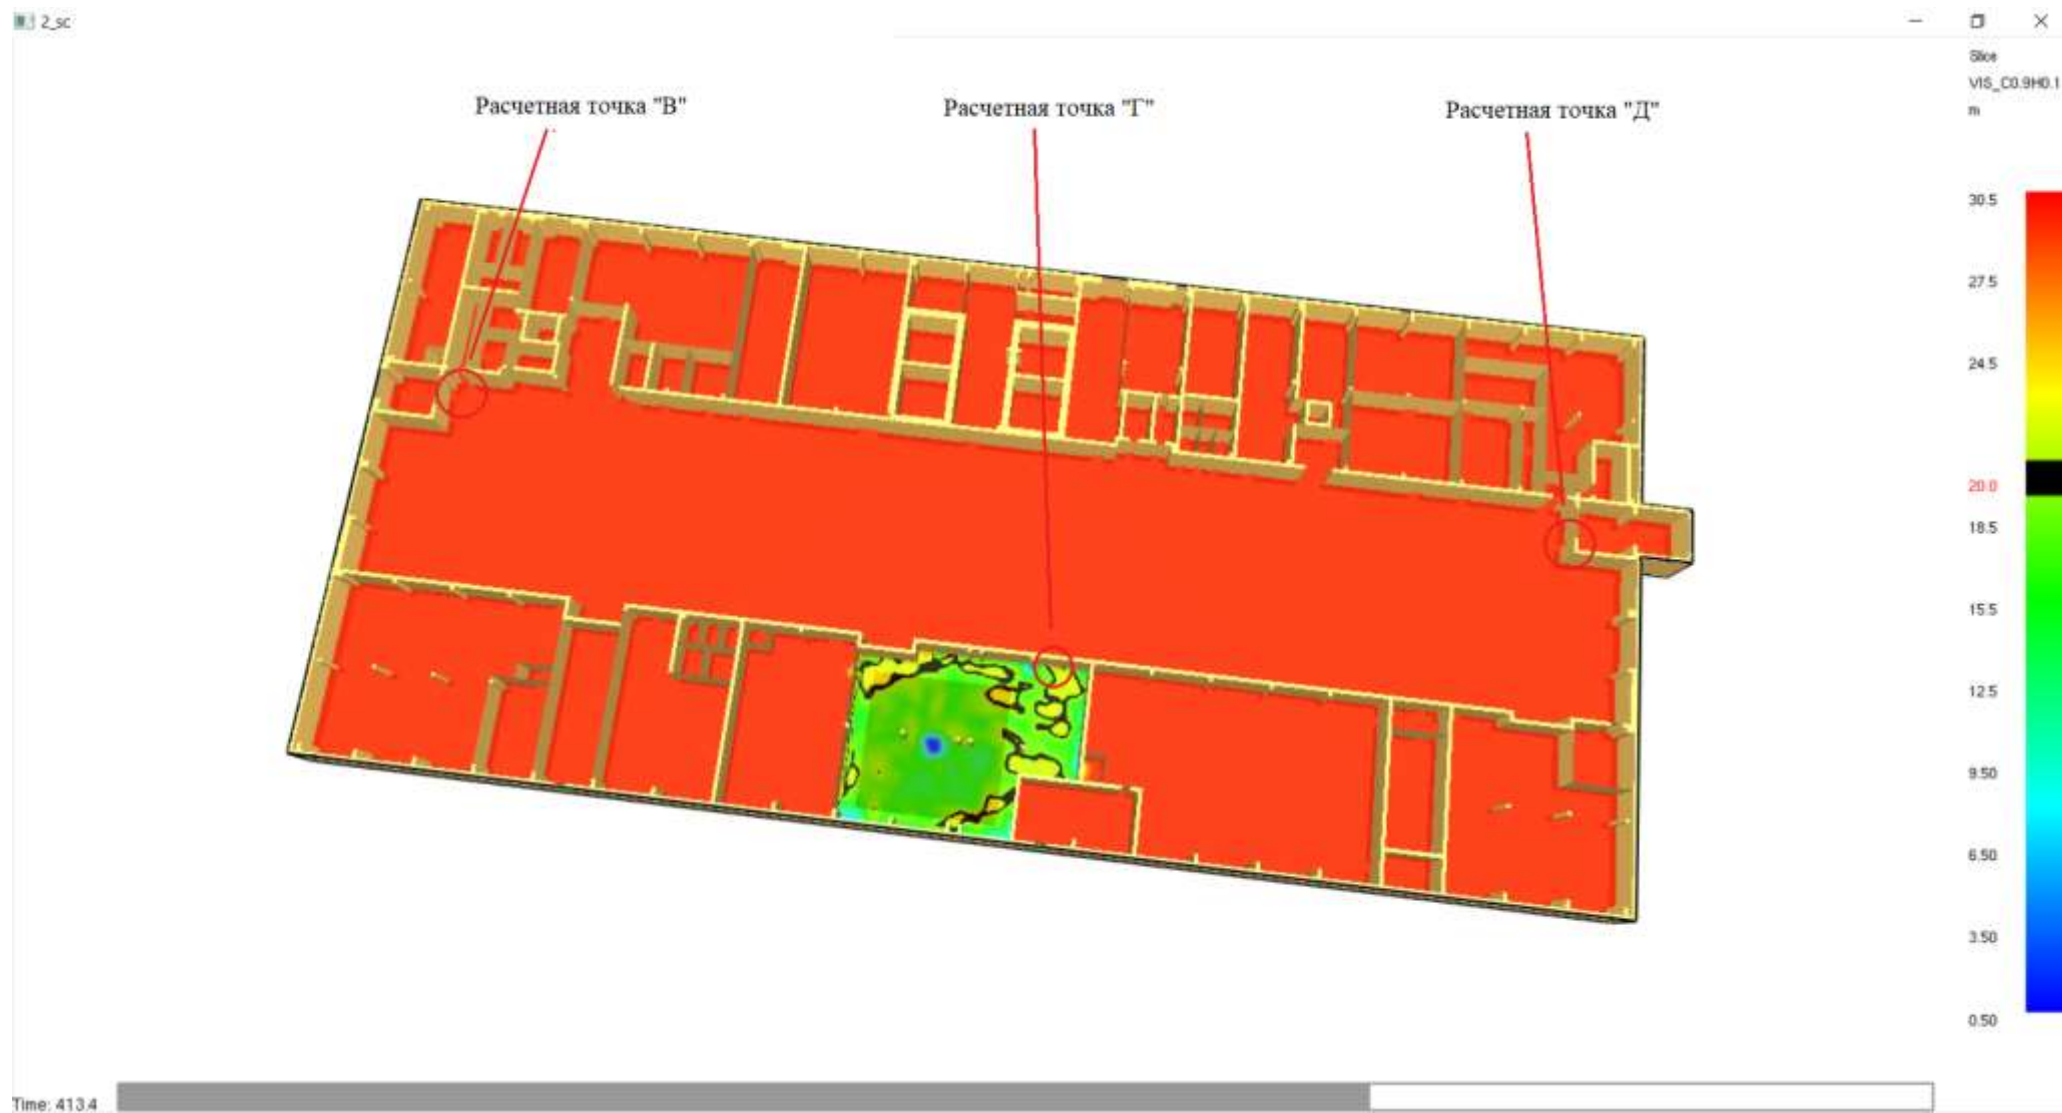 2_sc
Slice
VIS_C0.9H0.1
m
Расчетная точка "В"
Расчетная точка "Г"
Расчетная точка "Д"
30.5
27.5
24.5
20.0
18.5
15.5
12.5
9.50
6.50
3.50
0.50
Time: 413.4